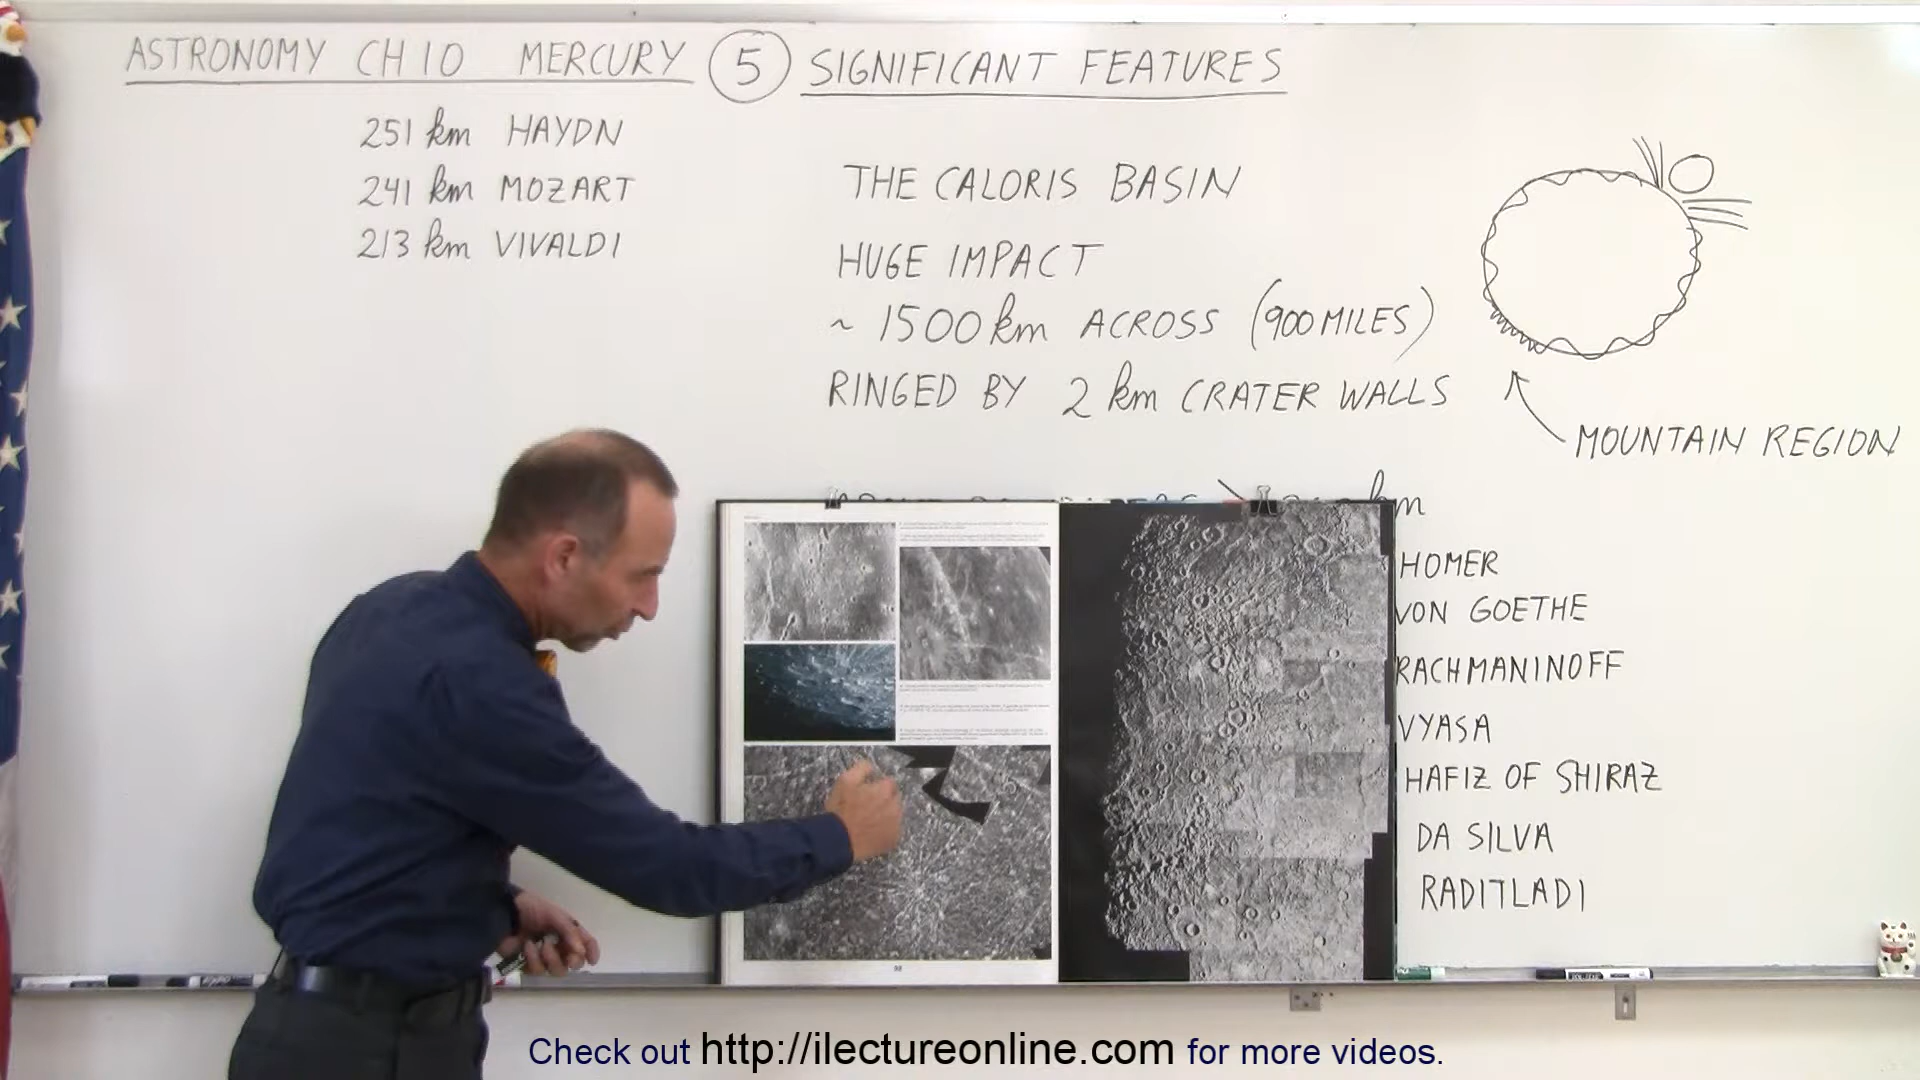 ASTRONOMY CH 10 MERCURY 5 SIGNIFICANT FEATURES
251 km HAYDN
241 km MOZART
213 km VIVALDI
THE CALORIS BASIN
HUGE IMPACT
~ 1500 km ACROSS (900 MILES)
RINGED BY 2 km CRATER WALLS
MOUNTAIN REGION
HOMER
VON GOETHE
RACHMANINOFF
VYASA
HAFIZ OF SHIRAZ
DA SILVA
RADITLADI
Check out http://ilectureonline.com for more videos.